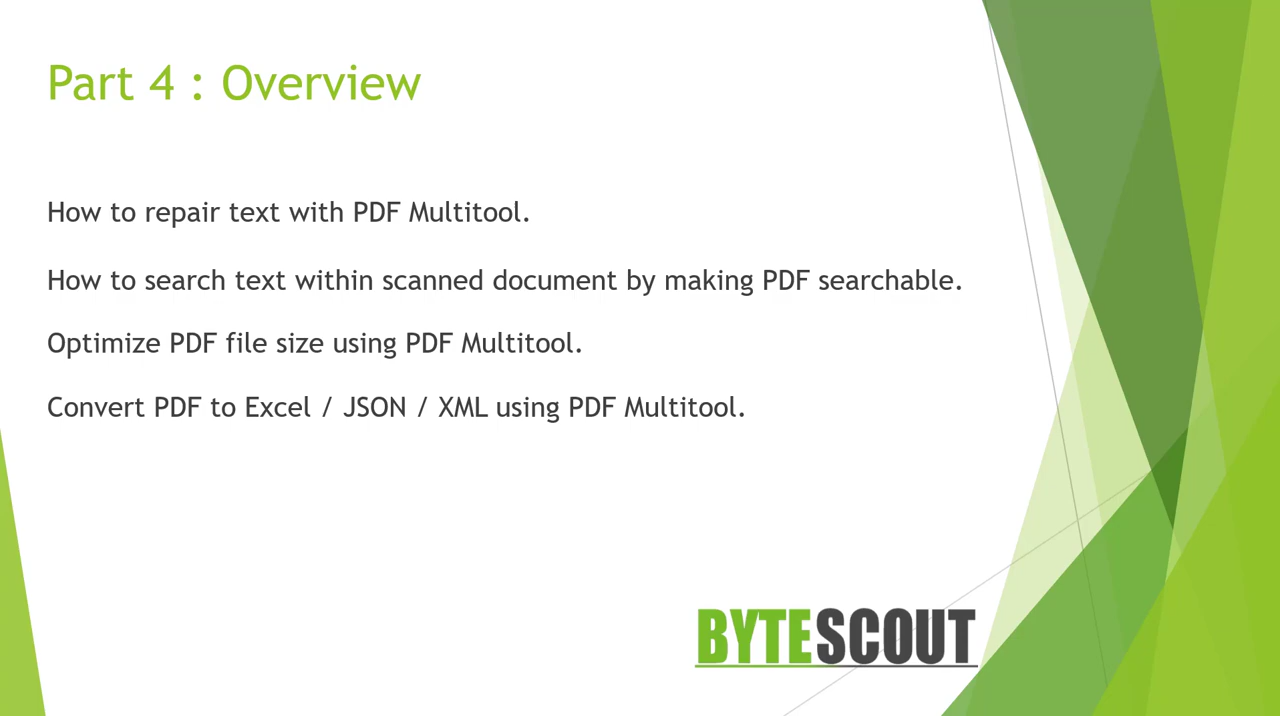 Part 4 : Overview
How to repair text with PDF Multitool.
How to search text within scanned document by making PDF searchable.
Optimize PDF file size using PDF Multitool.
Convert PDF to Excel / JSON / XML using PDF Multitool.
BYTESCOUT